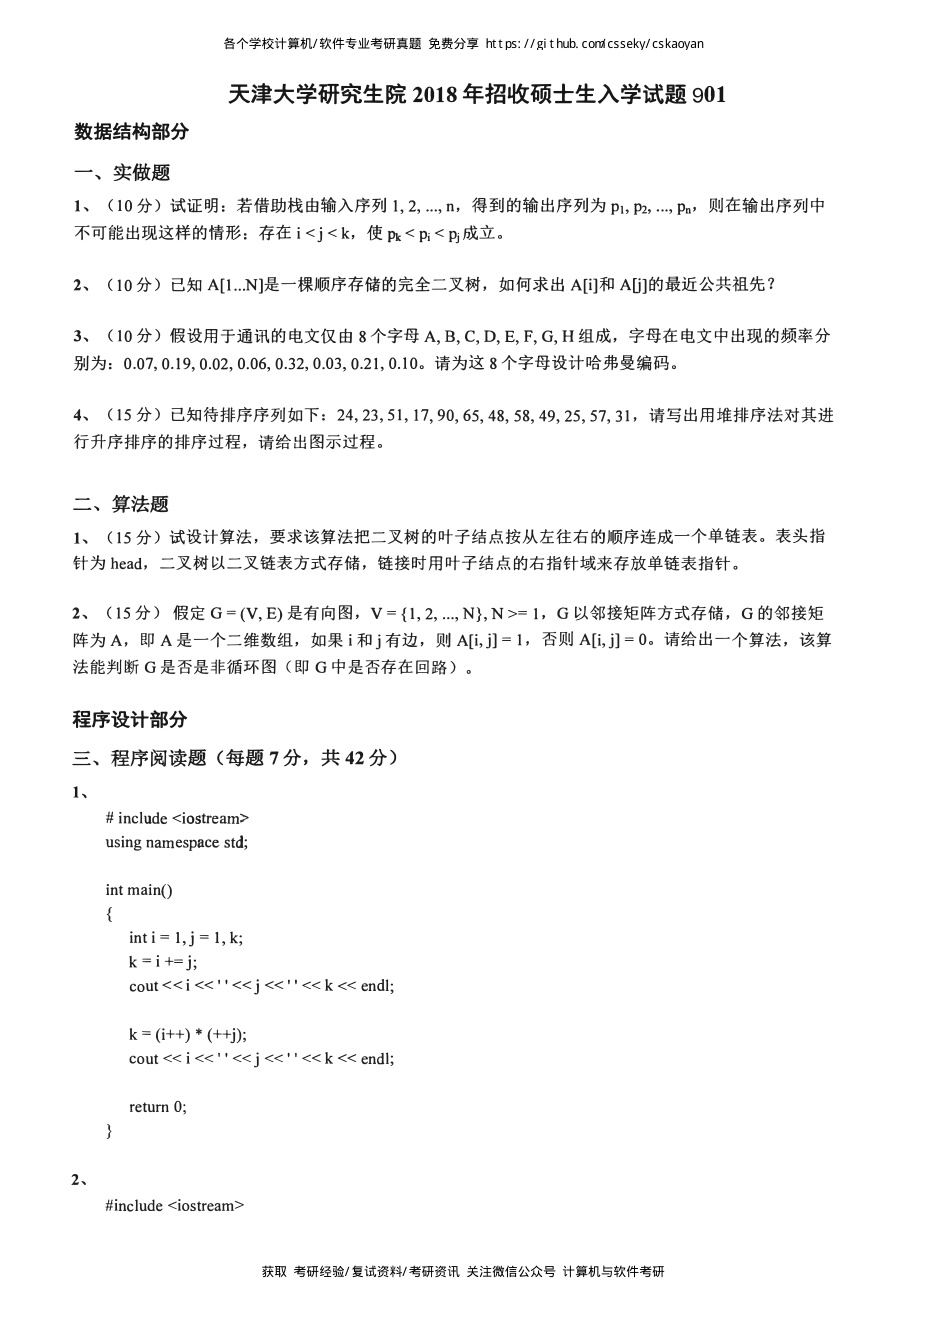 各个学校计算机/软件专业考研真题 免费分享 https://github.com/csseky/cskaoyan
天津大学研究生院 2018 年招收硕士生入学试题 901
数据结构部分
一、实做题
1、（10 分）试证明：若借助栈由输入序列 1, 2, ..., n，得到的输出序列为 p₁, p₂, ..., pₙ，则在输出序列中
不可能出现这样的情形：存在 i < j < k，使 pₖ < pᵢ < pⱼ 成立。
2、（10 分）已知 A[1...N]是一棵顺序存储的完全二叉树，如何求出 A[i]和 A[j]的最近公共祖先？
3、（10 分）假设用于通讯的电文仅由 8 个字母 A, B, C, D, E, F, G, H 组成，字母在电文中出现的频率分
别为：0.07, 0.19, 0.02, 0.06, 0.32, 0.03, 0.21, 0.10。请为这 8 个字母设计哈弗曼编码。
4、（15 分）已知待排序序列如下：24, 23, 51, 17, 90, 65, 48, 58, 49, 25, 57, 31，请写出用堆排序法对其进
行升序排序的排序过程，请给出图示过程。
二、算法题
1、（15 分）试设计算法，要求该算法把二叉树的叶子结点按从左往右的顺序连成一个单链表。表头指
针为 head，二叉树以二叉链表方式存储，链接时用叶子结点的右指针域来存放单链表指针。
2、（15 分） 假定 G = (V, E) 是有向图，V = {1, 2, ..., N}, N >= 1，G 以邻接矩阵方式存储，G 的邻接矩
阵为 A，即 A 是一个二维数组，如果 i 和 j 有边，则 A[i, j] = 1，否则 A[i, j] = 0。请给出一个算法，该算
法能判断 G 是否是非循环图（即 G 中是否存在回路）。
程序设计部分
三、程序阅读题（每题 7 分，共 42 分）
1、
# include <iostream>
using namespace std;
int main()
{
int i = 1, j = 1, k;
k = i += j;
cout << i << ' ' << j << ' ' << k << endl;
k = (i++) * (++j);
cout << i << ' ' << j << ' ' << k << endl;
return 0;
}
2、
#include <iostream>
获取 考研经验/复试资料/考研资讯 关注微信公众号 计算机与软件考研